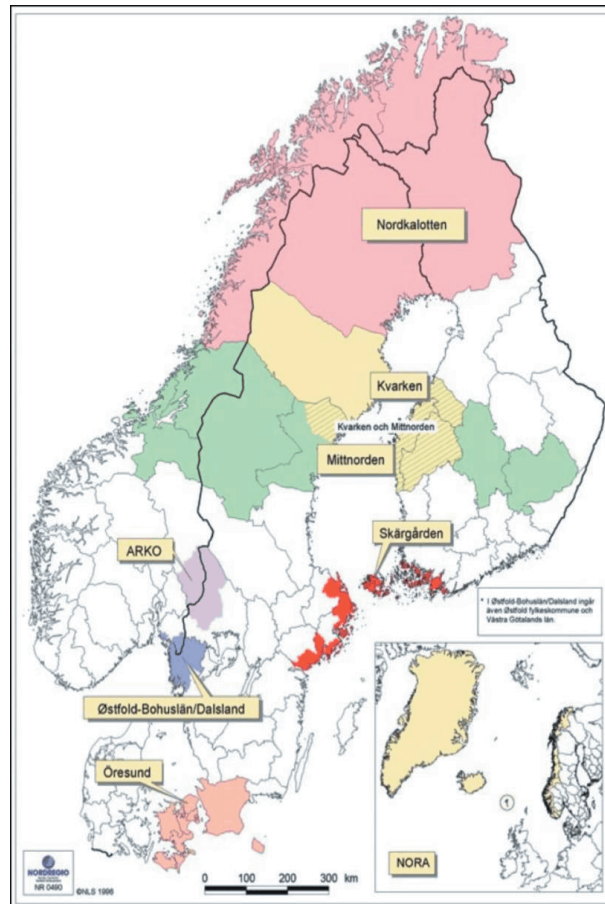 Nordkalotten
Kvarken
Kvarken och Mittnorden
Mittnorden
Skärgården
ARKO
* I Østfold-Bohuslän/Dalsland ingår
även Østfold fylkeskommune och
Västra Götalands län.
Østfold-Bohuslän/Dalsland
Öresund
NORA
NORDREGIO
NR 0490
©NLS 1996
0 100 200 300
km